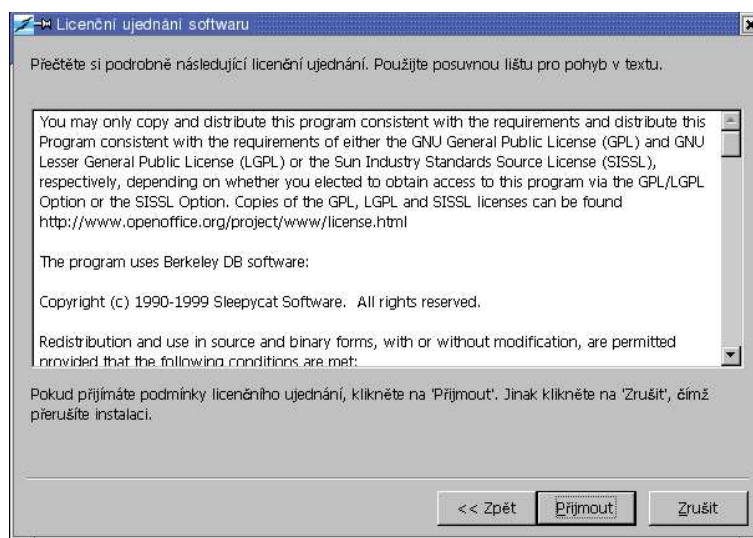 Licenční ujednání softwaru
Přečtěte si podrobně následující licenční ujednání. Použijte posuvnou lištu pro pohyb v textu.
You may only copy and distribute this program consistent with the requirements and distribute this
Program consistent with the requirements of either the GNU General Public License (GPL) and GNU
Lesser General Public License (LGPL) or the Sun Industry Standards Source License (SISSL),
respectively, depending on whether you elected to obtain access to this program via the GPL/LGPL
Option or the SISSL Option. Copies of the GPL, LGPL and SISSL licenses can be found
http://www.openoffice.org/project/www/license.html
The program uses Berkeley DB software:
Copyright (c) 1990-1999 Sleepycat Software. All rights reserved.
Redistribution and use in source and binary forms, with or without modification, are permitted
provided that the following conditions are met:
Pokud přijímáte podmínky licenčního ujednání, klikněte na 'Přijmout'. Jinak klikněte na 'Zrušit', čímž
přerušíte instalaci.
<< Zpět
Přijmout
Zrušit